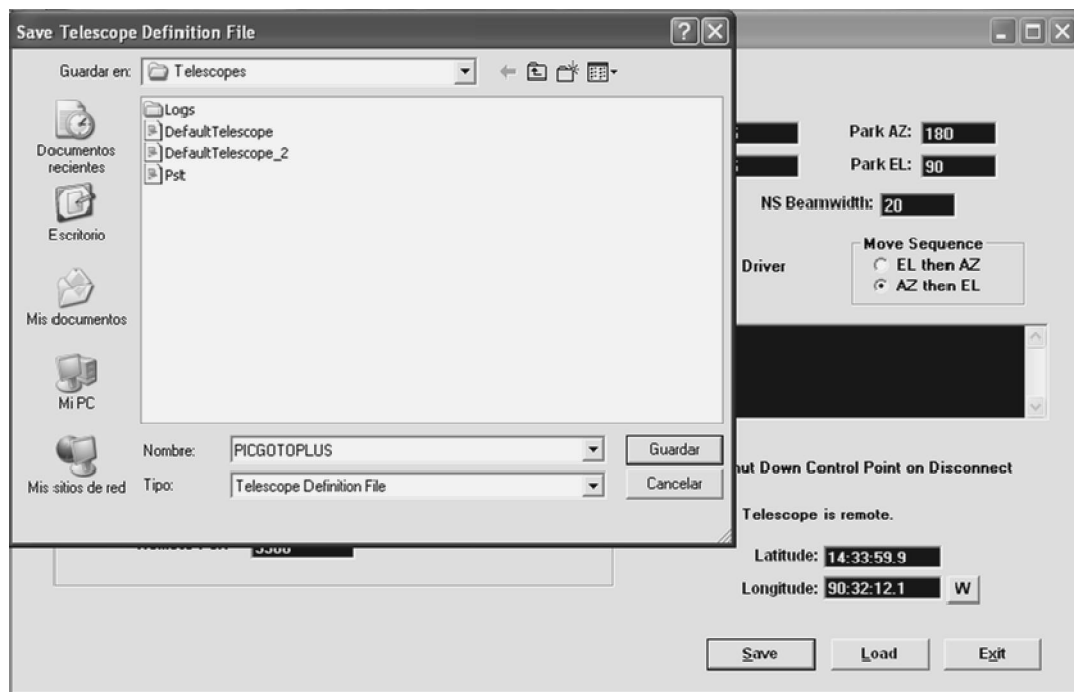 Save Telescope Definition File
Guardar en:
Telescopes
Logs
DefaultTelescope
DefaultTelescope_2
Pst
Documentos
recientes
Escritorio
Mis documentos
Mi PC
Mis sitios de red
Nombre:
PICGOTOPLUS
Guardar
Tipo:
Telescope Definition File
Cancelar
Park AZ: 180
Park EL: 90
NS Beamwidth: 20
Driver
Move Sequence
EL then AZ
AZ then EL
ut Down Control Point on Disconnect
Telescope is remote.
Latitude: 14:33:59.9
Longitude: 90:32:12.1 W
Save
Load
Exit